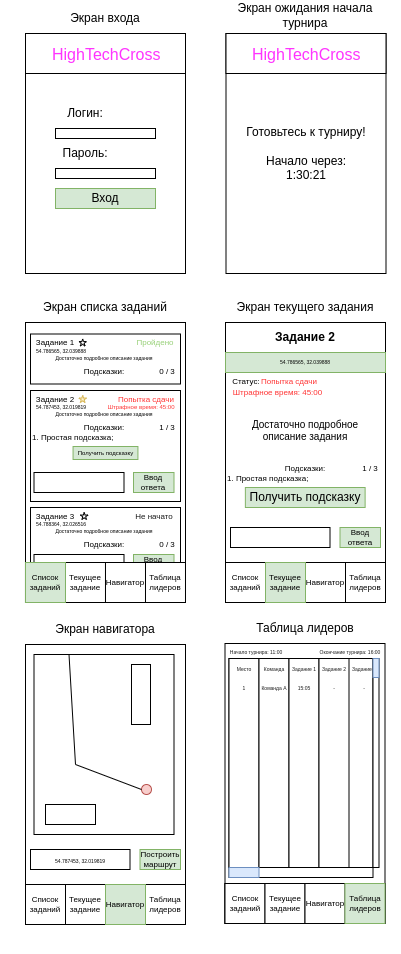 Экран входа
HighTechCross
Логин:
Пароль:
Вход
Экран ожидания начала
турнира
HighTechCross
Готовьтесь к турниру!
Начало через:
1:30:21
Экран списка заданий
Задание 1
Пройдено
54.786565, 32.039888
Достаточно подробное описание задания
Подсказки:
0 / 3
Задание 2
Попытка сдачи
54.787453, 32.019819
Штрафное время: 45:00
Достаточно подробное описание задания
Подсказки:
1 / 3
1. Простая подсказка;
Получить подсказку
Ввод
ответа
Задание 3
Не начато
54.788364, 32.026516
Достаточно подробное описание задания
Подсказки:
0 / 3
Ввод
Список
заданий
Текущее
задание
Навигатор
Таблица
лидеров
Экран текущего задания
Задание 2
54.786565, 32.039888
Статус: Попытка сдачи
Штрафное время: 45:00
Достаточно подробное
описание задания
Подсказки:
1 / 3
1. Простая подсказка;
Получить подсказку
Ввод
ответа
Список
заданий
Текущее
задание
Навигатор
Таблица
лидеров
Экран навигатора
54.787453, 32.019819
Построить
маршрут
Список
заданий
Текущее
задание
Навигатор
Таблица
лидеров
Таблица лидеров
Начало турнира: 11:00
Окончание турнира: 16:00
Место
Команда
Задание 1
Задание 2
Задание
1
Команда А
15:05
-
-
Список
заданий
Текущее
задание
Навигатор
Таблица
лидеров